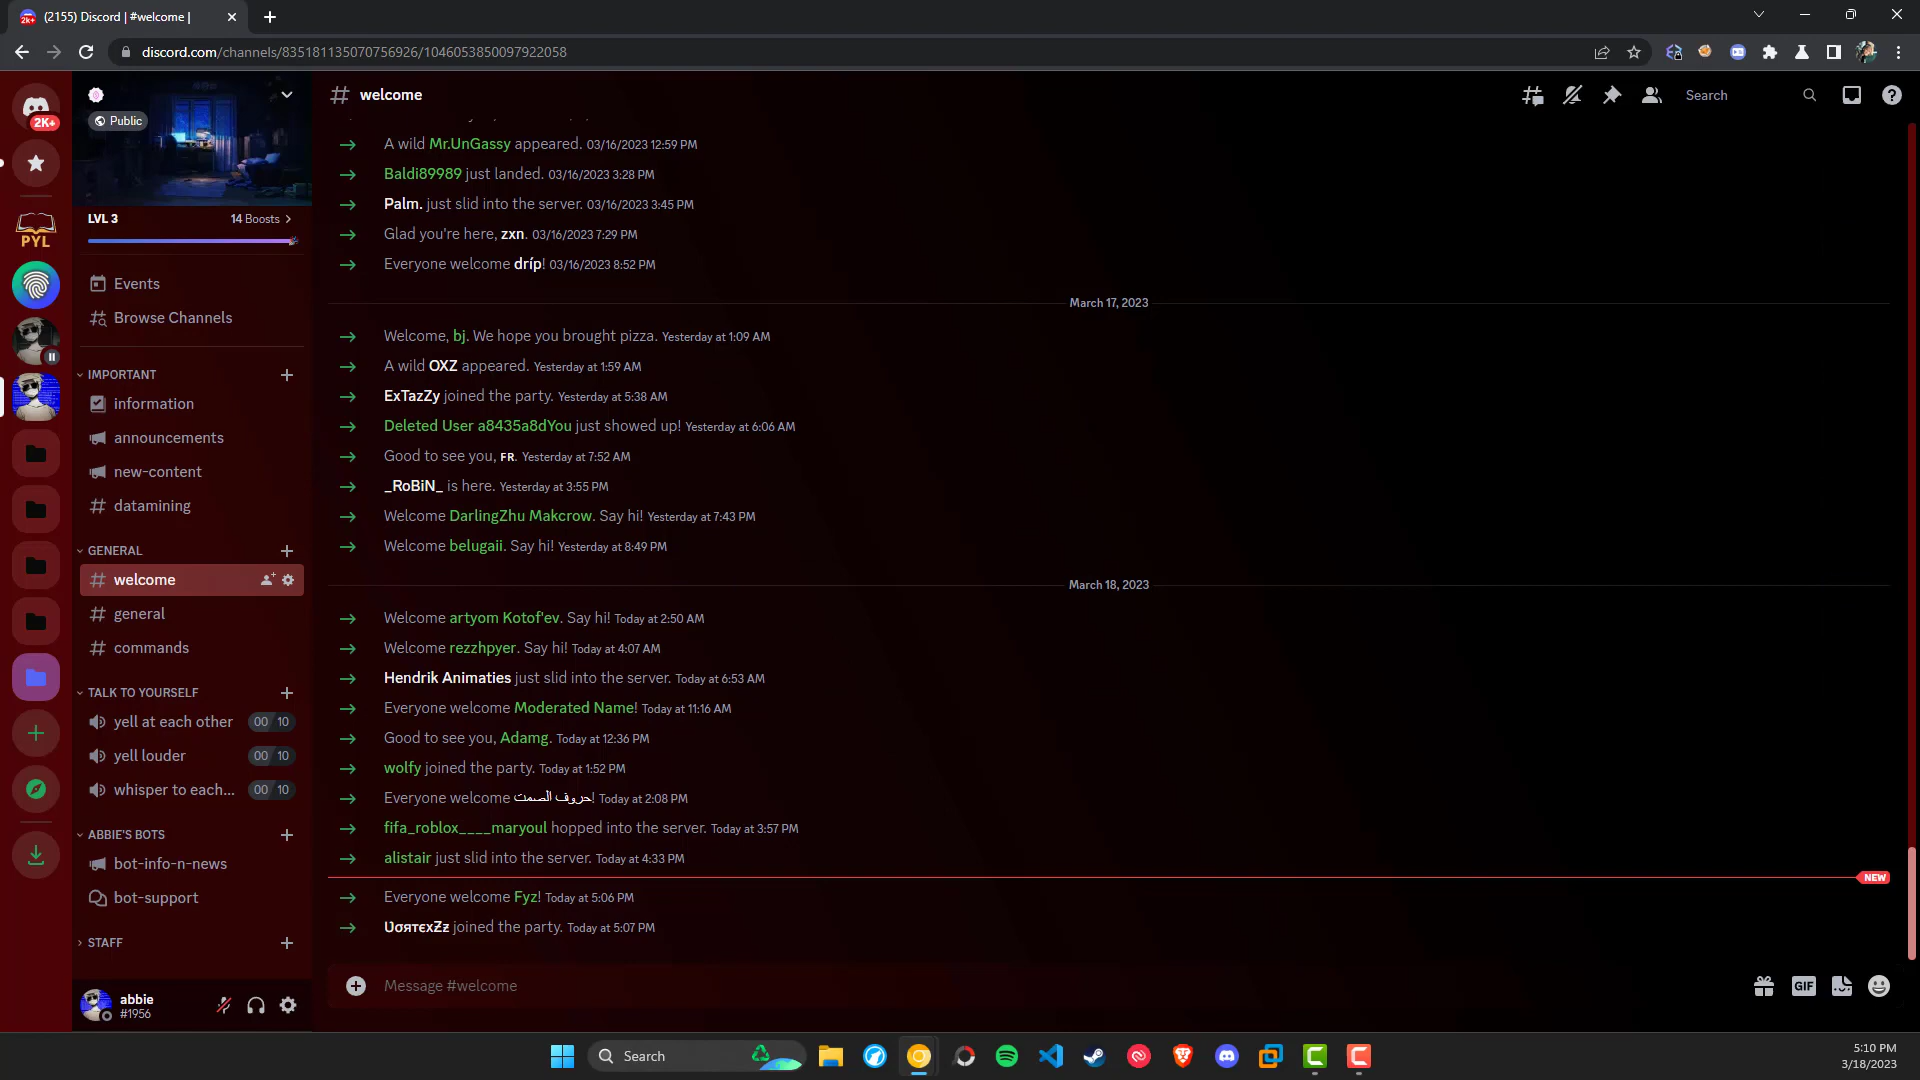 (2155) Discord | #welcome |
discord.com/channels/835181135070756926/1046053850097922058
2K+
PYL
Public
LVL 3
14 Boosts
Events
Browse Channels
IMPORTANT
information
announcements
new-content
datamining
GENERAL
welcome
general
commands
TALK TO YOURSELF
yell at each other 00 10
yell louder 00 10
whisper to each... 00 10
ABBIE'S BOTS
bot-info-n-news
bot-support
STAFF
abbie
#1956
welcome
Search
A wild Mr.UnGassy appeared. 03/16/2023 12:59 PM
Baldi89989 just landed. 03/16/2023 3:28 PM
Palm. just slid into the server. 03/16/2023 3:45 PM
Glad you're here, zxn. 03/16/2023 7:29 PM
Everyone welcome dríp! 03/16/2023 8:52 PM
March 17, 2023
Welcome, bj. We hope you brought pizza. Yesterday at 1:09 AM
A wild OXZ appeared. Yesterday at 1:59 AM
ExTazZy joined the party. Yesterday at 5:38 AM
Deleted User a8435a8dYou just showed up! Yesterday at 6:06 AM
Good to see you, ꜰʀ. Yesterday at 7:52 AM
_RoBiN_ is here. Yesterday at 3:55 PM
Welcome DarlingZhu Makcrow. Say hi! Yesterday at 7:43 PM
Welcome belugaii. Say hi! Yesterday at 8:49 PM
March 18, 2023
Welcome artyom Kotof'ev. Say hi! Today at 2:50 AM
Welcome rezzhpyer. Say hi! Today at 4:07 AM
Hendrik Animaties just slid into the server. Today at 6:53 AM
Everyone welcome Moderated Name! Today at 11:16 AM
Good to see you, Adamg. Today at 12:36 PM
wolfy joined the party. Today at 1:52 PM
Everyone welcome حروف الصمت! Today at 2:08 PM
fifa_roblox____maryoul hopped into the server. Today at 3:57 PM
alistair just slid into the server. Today at 4:33 PM
NEW
Everyone welcome Fyz! Today at 5:06 PM
joined the party. Today at 5:07 PM
Message #welcome
GIF
Search
5:10 PM
3/18/2023